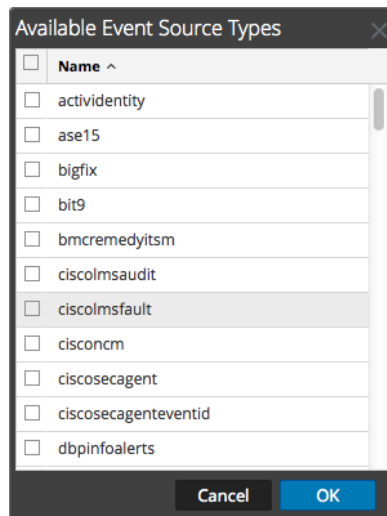 Available Event Source Types
Name
actividentity
ase15
bigfix
bit9
bmcremedyitsm
ciscolmsaudit
ciscolmsfault
cisconcm
ciscosecagent
ciscosecagenteventid
dbpinfoalerts
Cancel OK